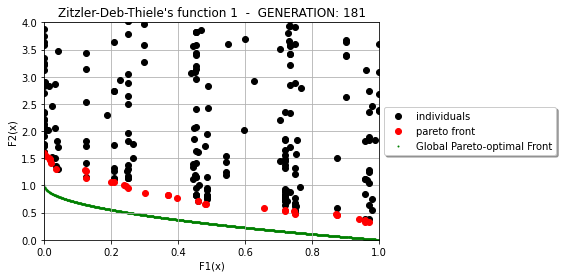 Zitzler-Deb-Thiele's function 1 - GENERATION: 181
4.0
3.5
3.0
2.5
2.0
1.5
1.0
0.5
0.0
F2(x)
0.0 0.2 0.4 0.6 0.8 1.0
F1(x)
individuals
pareto front
Global Pareto-optimal Front